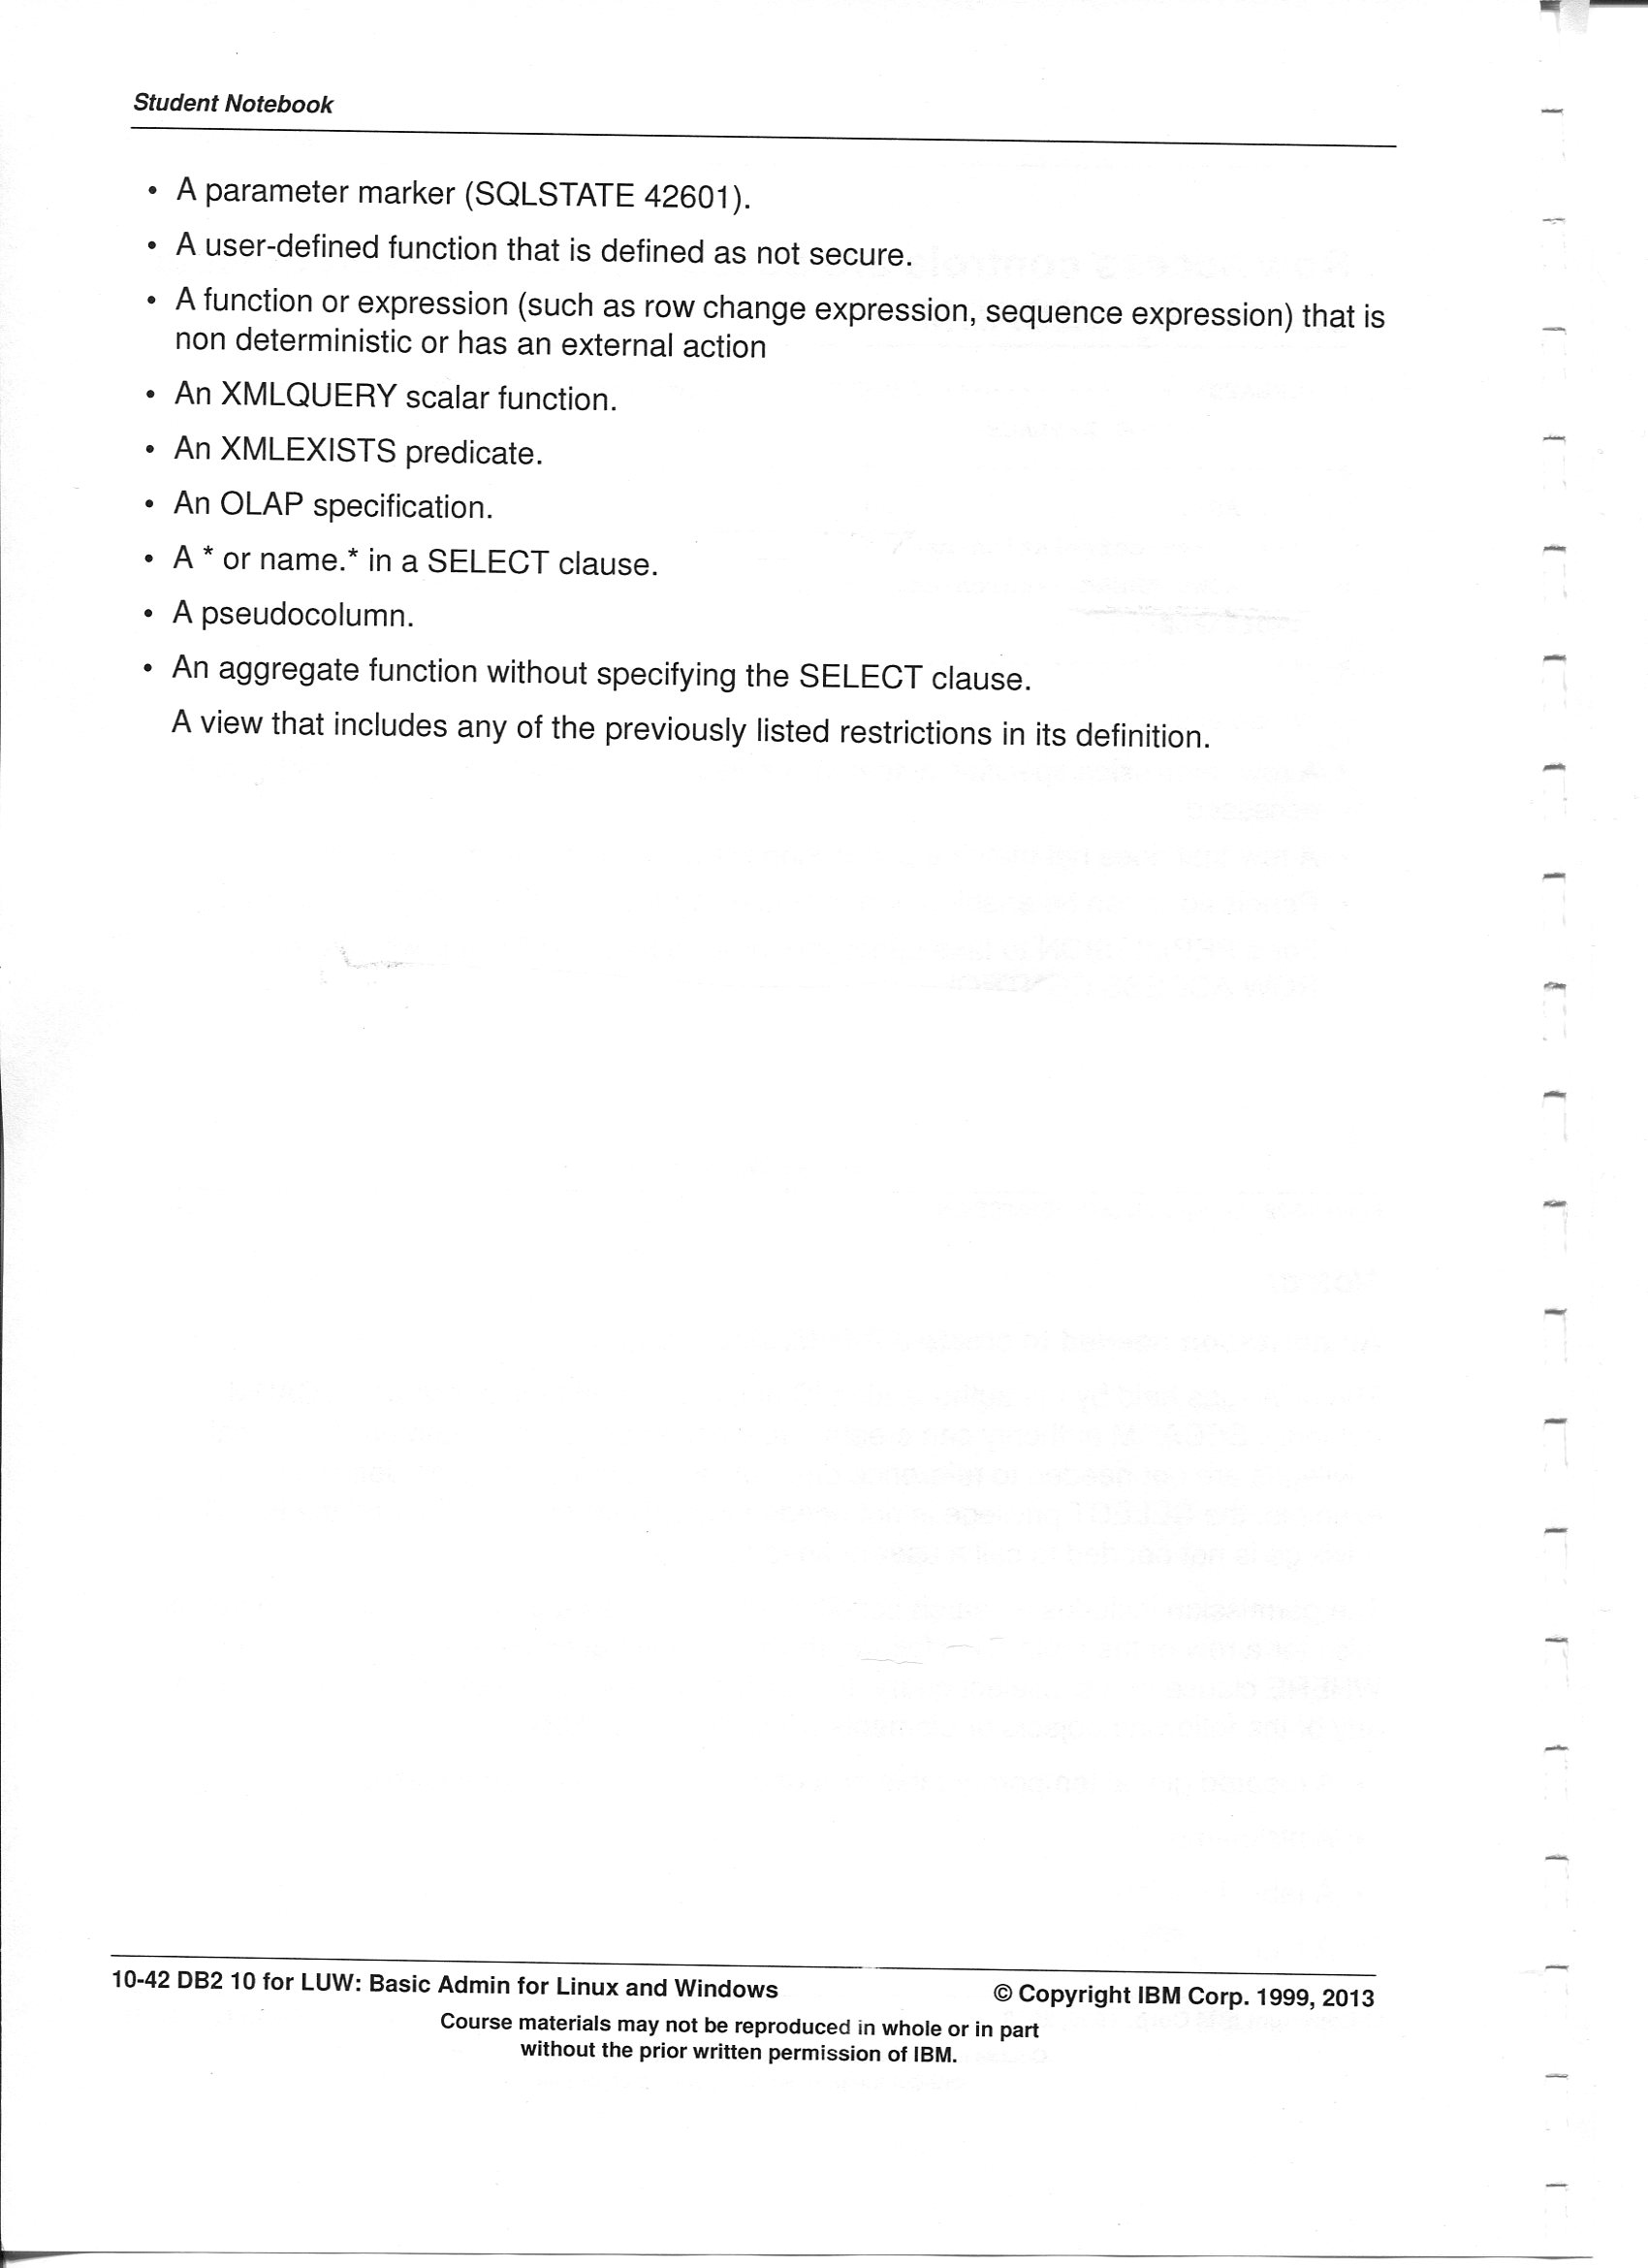 Student Notebook
• A parameter marker (SQLSTATE 42601).
• A user-defined function that is defined as not secure.
• A function or expression (such as row change expression, sequence expression) that is
non deterministic or has an external action
• An XMLQUERY scalar function.
• An XMLEXISTS predicate.
• An OLAP specification.
• A * or name.* in a SELECT clause.
• A pseudocolumn.
• An aggregate function without specifying the SELECT clause.
A view that includes any of the previously listed restrictions in its definition.
10-42 DB2 10 for LUW: Basic Admin for Linux and Windows © Copyright IBM Corp. 1999, 2013
Course materials may not be reproduced in whole or in part
without the prior written permission of IBM.